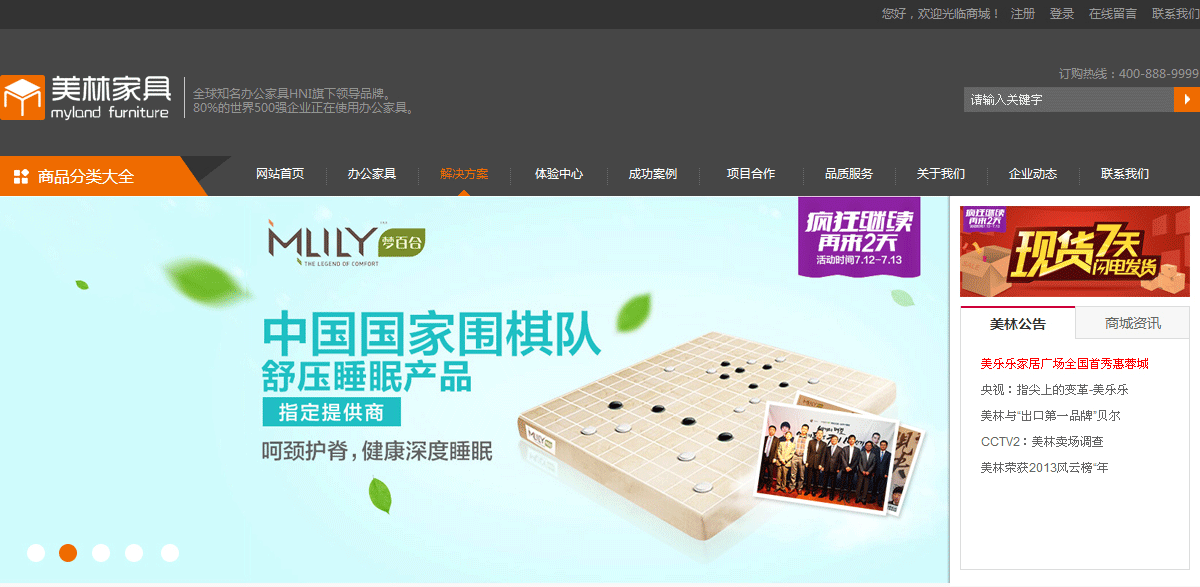 您好，欢迎光临商城！ 注册 登录 在线留言 联系我们
美林家具
myland furniture
全球知名办公家具HNI旗下领导品牌。
80%的世界500强企业正在使用办公家具。
订购热线：400-888-9999
请输入关键字
商品分类大全
网站首页 办公家具 解决方案 体验中心 成功案例 项目合作 品质服务 关于我们 企业动态 联系我们
MLILY 梦百合
THE LEGEND OF COMFORT
疯狂继续
再来2天
活动时间7.12-7.13
中国国家围棋队
舒压睡眠产品
指定提供商
呵颈护脊，健康深度睡眠
MLILY
疯狂继续
再来2天
现货7天
闪电发货
美林公告 商城资讯
美乐乐家居广场全国首秀惠蓉城
央视：指尖上的变革-美乐乐
美林与“出口第一品牌”贝尔
CCTV2：美林卖场调查
美林荣获2013风云榜“年